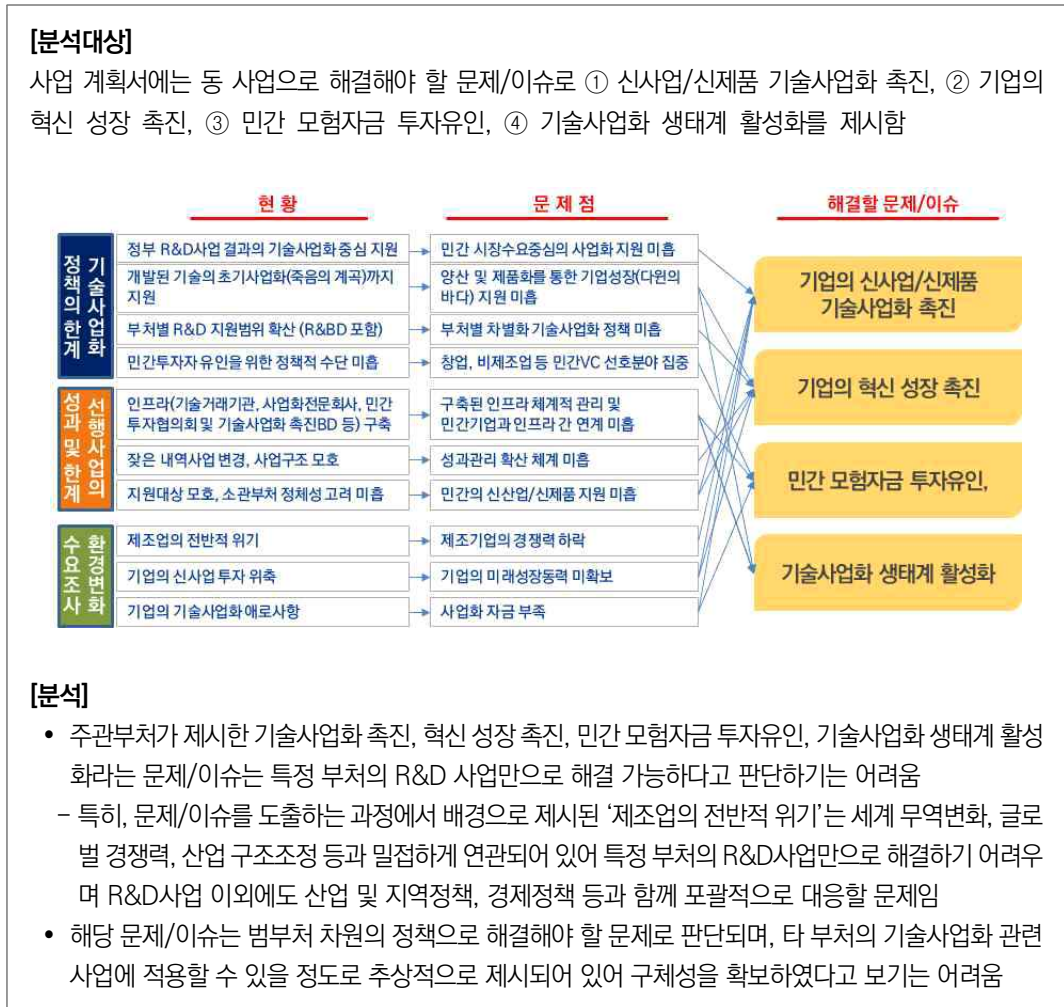 [분석대상]
사업 계획서에는 동 사업으로 해결해야 할 문제/이슈로 ① 신사업/신제품 기술사업화 촉진, ② 기업의
혁신 성장 촉진, ③ 민간 모험자금 투자유인, ④ 기술사업화 생태계 활성화를 제시함
현 황
문 제 점
해결할 문제/이슈
기술사업화
정책의 한계
정부 R&D사업 결과의 기술사업화 중심 지원
민간 시장수요중심의 사업화 지원 미흡
개발된 기술의 초기사업화(죽음의 계곡)까지
지원
양산 및 제품화를 통한 기업성장(다윈의
바다) 지원 미흡
부처별 R&D 지원범위 확산 (R&BD 포함)
부처별 차별화 기술사업화 정책 미흡
민간투자자 유인을 위한 정책적 수단 미흡
창업, 비제조업 등 민간VC 선호분야 집중
선행사업의
성과 및 한계
인프라(기술거래기관, 사업화전문회사, 민간
투자협의회 및 기술사업화 촉진BD 등) 구축
구축된 인프라 체계적 관리 및
민간기업과 인프라 간 연계 미흡
잦은 내역사업 변경, 사업구조 모호
성과관리 확산 체계 미흡
지원대상 모호, 소관부처 정체성 고려 미흡
민간의 신산업/신제품 지원 미흡
환경변화
수요조사
제조업의 전반적 위기
제조기업의 경쟁력 하락
기업의 신사업 투자 위축
기업의 미래성장동력 미확보
기업의 기술사업화 애로사항
사업화 자금 부족
기업의 신사업/신제품
기술사업화 촉진
기업의 혁신 성장 촉진
민간 모험자금 투자유인,
기술사업화 생태계 활성화
[분석]
• 주관부처가 제시한 기술사업화 촉진, 혁신 성장 촉진, 민간 모험자금 투자유인, 기술사업화 생태계 활성
화라는 문제/이슈는 특정 부처의 R&D 사업만으로 해결 가능하다고 판단하기는 어려움
- 특히, 문제/이슈를 도출하는 과정에서 배경으로 제시된 ‘제조업의 전반적 위기’는 세계 무역변화, 글로
벌 경쟁력, 산업 구조조정 등과 밀접하게 연관되어 있어 특정 부처의 R&D사업만으로 해결하기 어려우
며 R&D사업 이외에도 산업 및 지역정책, 경제정책 등과 함께 포괄적으로 대응할 문제임
• 해당 문제/이슈는 범부처 차원의 정책으로 해결해야 할 문제로 판단되며, 타 부처의 기술사업화 관련
사업에 적용할 수 있을 정도로 추상적으로 제시되어 있어 구체성을 확보하였다고 보기는 어려움